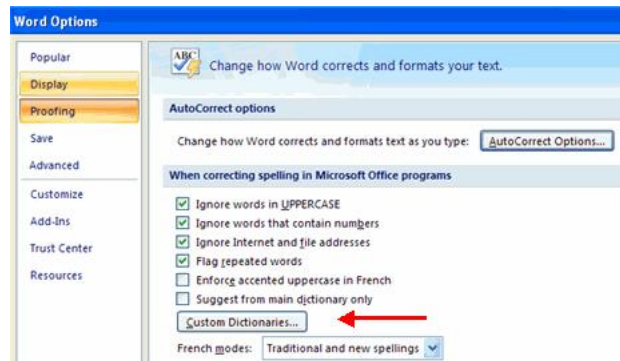 Word Options
Popular
Display
Proofing
Save
Advanced
Customize
Add-Ins
Trust Center
Resources
ABC
Change how Word corrects and formats your text.
AutoCorrect options
Change how Word corrects and formats text as you type: AutoCorrect Options...
When correcting spelling in Microsoft Office programs
Ignore words in UPPERCASE
Ignore words that contain numbers
Ignore Internet and file addresses
Flag repeated words
Enforce accented uppercase in French
Suggest from main dictionary only
Custom Dictionaries...
French modes: Traditional and new spellings